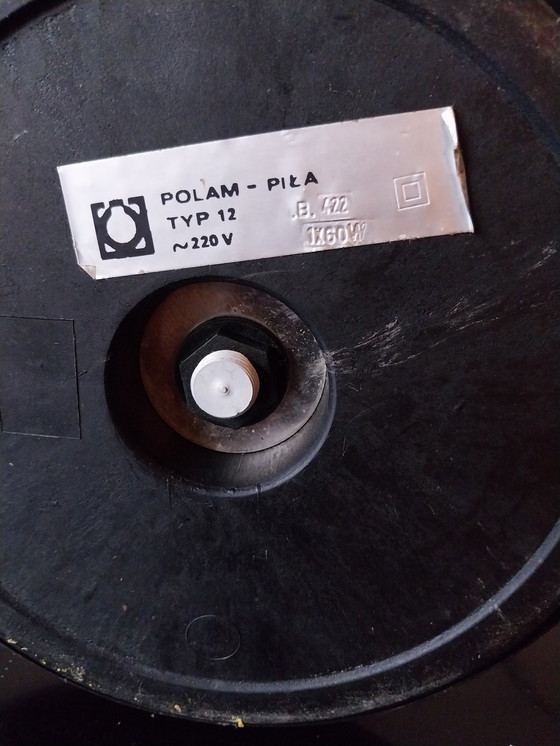 POLAM - PIŁA
TYP 12
.B. 422
~220 V
1X60W